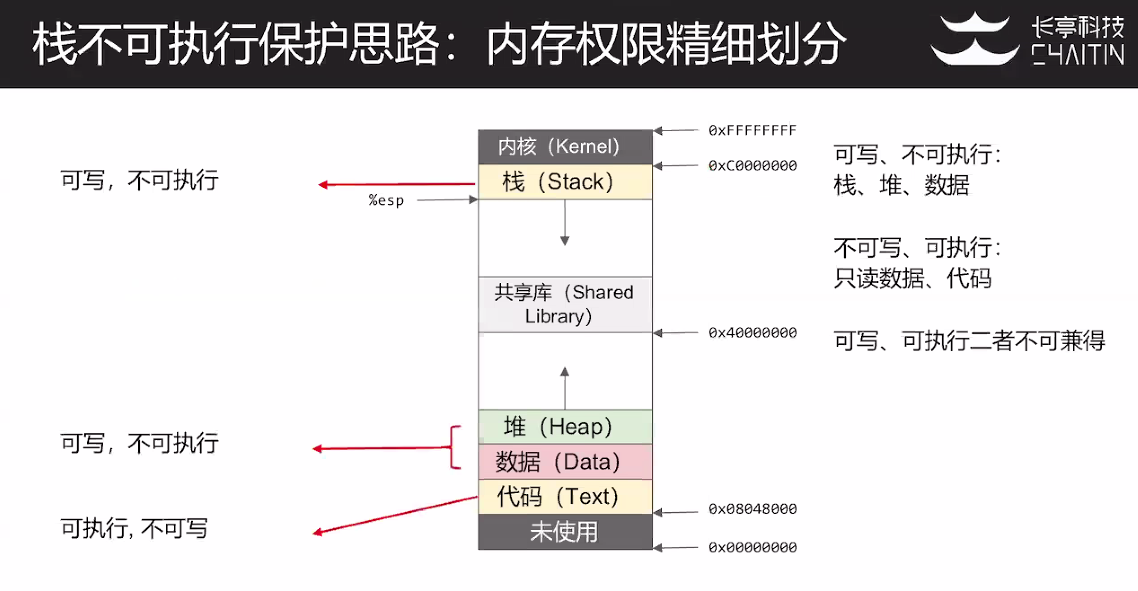 栈不可执行保护思路：内存权限精细划分
长亭科技
CHAITIN
内核（Kernel）
栈（Stack）
共享库（Shared
Library）
堆（Heap）
数据（Data）
代码（Text）
未使用
0xFFFFFFFF
0xC0000000
0x40000000
0x08048000
0x00000000
可写，不可执行
%esp
可写，不可执行
可执行, 不可写
可写、不可执行：
栈、堆、数据
不可写、可执行：
只读数据、代码
可写、可执行二者不可兼得